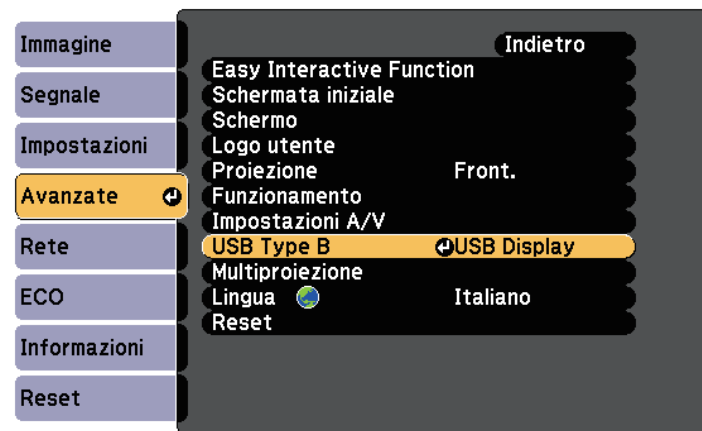 Immagine
Segnale
Impostazioni
Avanzate
Rete
ECO
Informazioni
Reset
Indietro
Easy Interactive Function
Schermata iniziale
Schermo
Logo utente
Proiezione Front.
Funzionamento
Impostazioni A/V
USB Type B USB Display
Multiproiezione
Lingua Italiano
Reset